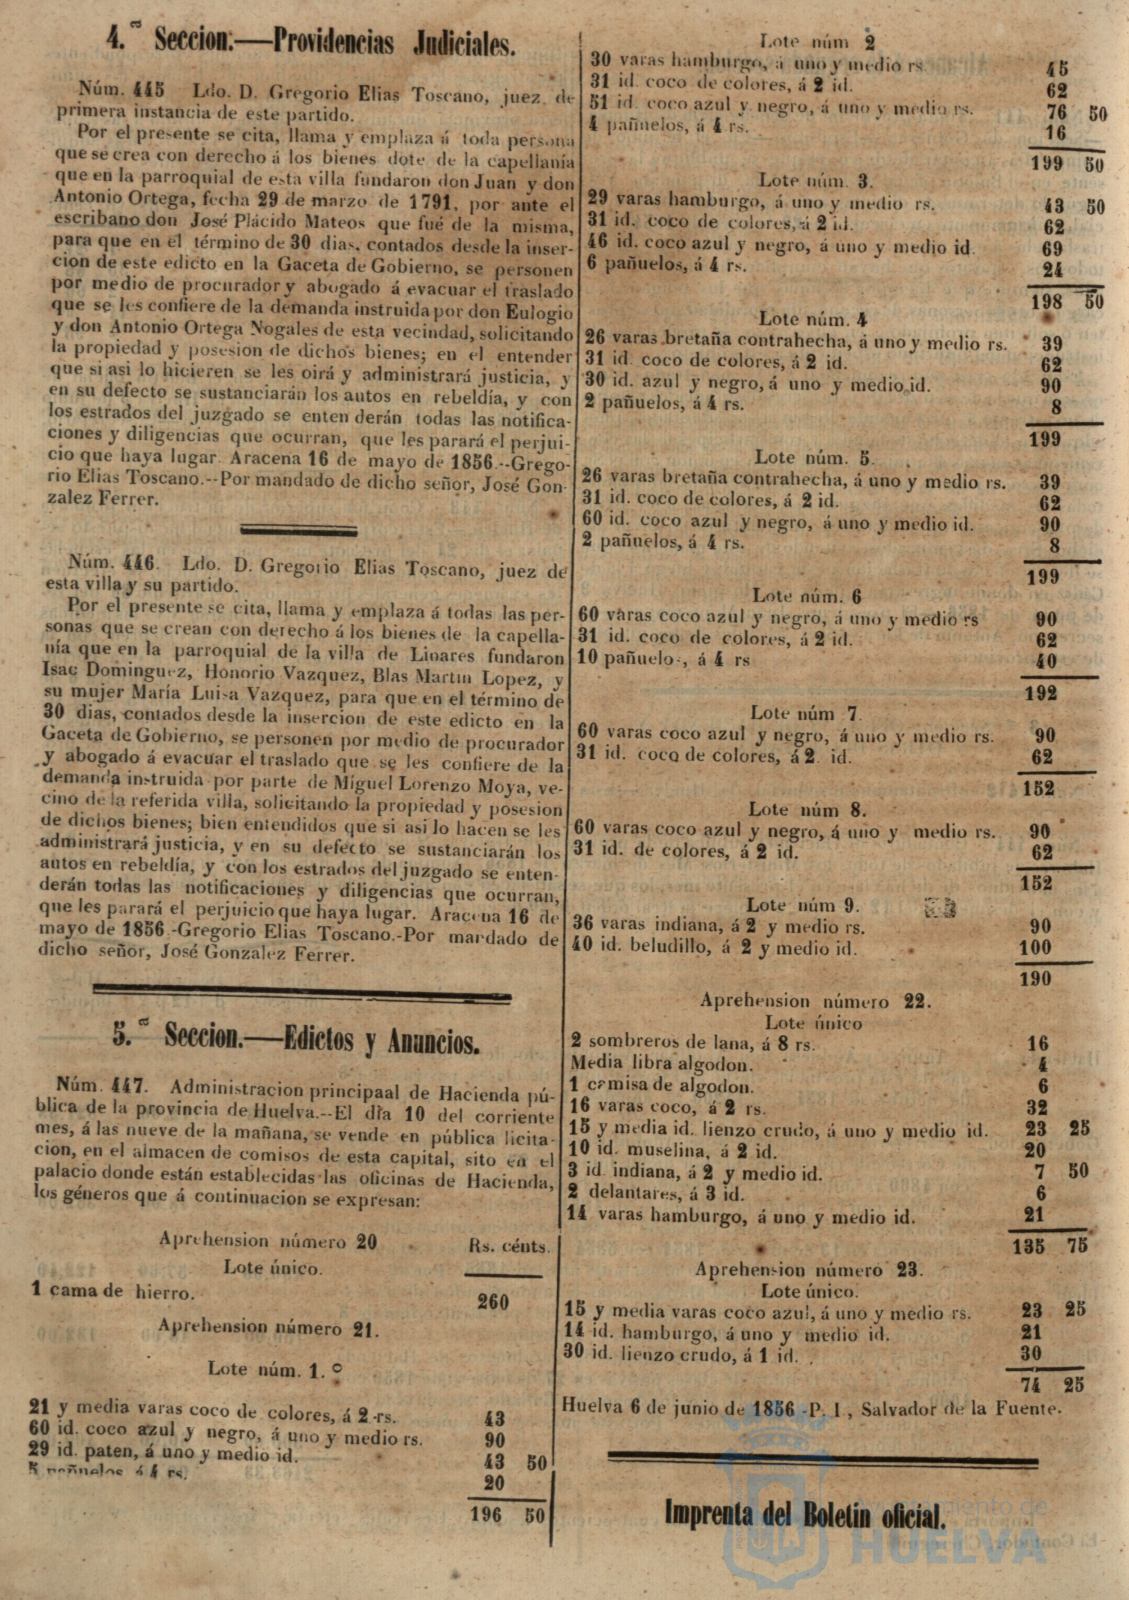 4.ª Seccion.—Providencias Judiciales.
Núm. 445 Ldo. D. Gregorio Elias Toscano, juez de
primera instancia de este partido.
Por el presente se cita, llama y emplaza á toda persona
que se crea con derecho á los bienes dote de la capellanía
que en la parroquial de esta villa fundaron don Juan y don
Antonio Ortega, fecha 29 de marzo de 1791, por ante el
escribano don José Plácido Mateos que fué de la misma,
para que en el término de 30 dias, contados desde la inser-
cion de este edicto en la Gaceta de Gobierno, se personen
por medio de procurador y abogado á evacuar el traslado
que se les confiere de la demanda instruida por don Eulogio
y don Antonio Ortega Nogales de esta vecindad, solicitando
la propiedad y posesion de dichos bienes; en el entender
que si asi lo hicieren se les oirá y administrará justicia, y
en su defecto se sustanciarán los autos en rebeldía, y con
los estrados del juzgado se enten derán todas las notifica-
ciones y diligencias que ocurran, que les parará el perjui-
cio que haya lugar. Aracena 16 de mayo de 1856.--Grego-
rio Elias Toscano.--Por mandado de dicho señor, José Gon-
zalez Ferrer.
Núm. 446. Ldo. D. Gregorio Elias Toscano, juez de
esta villa y su partido.
Por el presente se cita, llama y emplaza á todas las per-
sonas que se crean con derecho á los bienes de la capella-
nía que en la parroquial de la villa de Linares fundaron
Isac Dominguez, Honorio Vazquez, Blas Martin Lopez, y
su mujer María Luisa Vazquez, para que en el término de
30 dias, contados desde la insercion de este edicto en la
Gaceta de Gobierno, se personen por medio de procurador
y abogado á evacuar el traslado que se les confiere de la
demanda instruida por parte de Miguel Lorenzo Moya, ve-
cino de la referida villa, solicitando la propiedad y posesion
de dichos bienes; bien entendidos que si asi lo hacen se les
administrará justicia, y en su defecto se sustanciarán los
autos en rebeldía, y con los estrados del juzgado se enten-
derán todas las notificaciones y diligencias que ocurran,
que les parará el perjuicio que haya lugar. Aracena 16 de
mayo de 1856.-Gregorio Elias Toscano.-Por mardado de
dicho señor, José Gonzalez Ferrer.
5.ª Seccion.—Edictos y Anuncios.
Núm. 447. Administracion principaal de Hacienda pú-
blica de la provincia de Huelva.--El día 10 del corriente
mes, á las nueve de la mañana, se vende en pública licita-
cion, en el almacen de comisos de esta capital, sito en el
palacio donde están establecidas las oficinas de Hacienda,
los géneros que á continuacion se expresan:
Aprehension número 20 Rs. cénts.
Lote único.
1 cama de hierro. 260
Aprehension número 21.
Lote núm. 1.º
21 y media varas coco de colores, á 2 rs. 43
60 id. coco azul y negro, á uno y medio rs. 90
29 id. paten, á uno y medio id. 43 50
5 pañuelos á 4 rs. 20
196 50
Lote núm 2
30 varas hamburgo, á uno y medio rs. 45
31 id. coco de colores, á 2 id. 62
51 id. coco azul y negro, á uno y medio rs. 76 50
4 pañuelos, á 4 rs. 16
199 50
Lote núm. 3.
29 varas hamburgo, á uno y medio rs. 43 50
31 id. coco de colores, á 2 id. 62
46 id. coco azul y negro, á uno y medio id. 69
6 pañuelos, á 4 rs. 24
198 50
Lote núm. 4
26 varas bretaña contrahecha, á uno y medio rs. 39
31 id. coco de colores, á 2 id. 62
30 id. azul y negro, á uno y medio id. 90
2 pañuelos, á 4 rs. 8
199
Lote núm. 5.
26 varas bretaña contrahecha, á uno y medio rs. 39
31 id. coco de colores, á 2 id. 62
60 id. coco azul y negro, á uno y medio id. 90
2 pañuelos, á 4 rs. 8
199
Lote núm. 6
60 varas coco azul y negro, á uno y medio rs 90
31 id. coco de colores, á 2 id. 62
10 pañuelo-, á 4 rs 40
192
Lote núm 7.
60 varas coco azul y negro, á uno y medio rs. 90
31 id. coco de colores, á 2 id. 62
152
Lote núm 8.
60 varas coco azul y negro, á uno y medio rs. 90
31 id. de colores, á 2 id. 62
152
Lote núm 9.
36 varas indiana, á 2 y medio rs. 90
40 id. beludillo, á 2 y medio id. 100
190
Aprehension número 22.
Lote único
2 sombreros de lana, á 8 rs. 16
Media libra algodon. 4
1 camisa de algodon. 6
16 varas coco, á 2 rs. 32
15 y media id. lienzo crudo, á uno y medio id. 23 25
10 id. muselina, á 2 id. 20
3 id. indiana, á 2 y medio id. 7 50
2 delantares, á 3 id. 6
14 varas hamburgo, á uno y medio id. 21
135 75
Aprehension número 23.
Lote único.
15 y media varas coco azul, á uno y medio rs. 23 25
14 id. hamburgo, á uno y medio id. 21
30 id. lienzo crudo, á 1 id. 30
74 25
Huelva 6 de junio de 1856 -P. I, Salvador de la Fuente.
Imprenta del Boletin oficial.
Ayuntamiento de
HUELVA